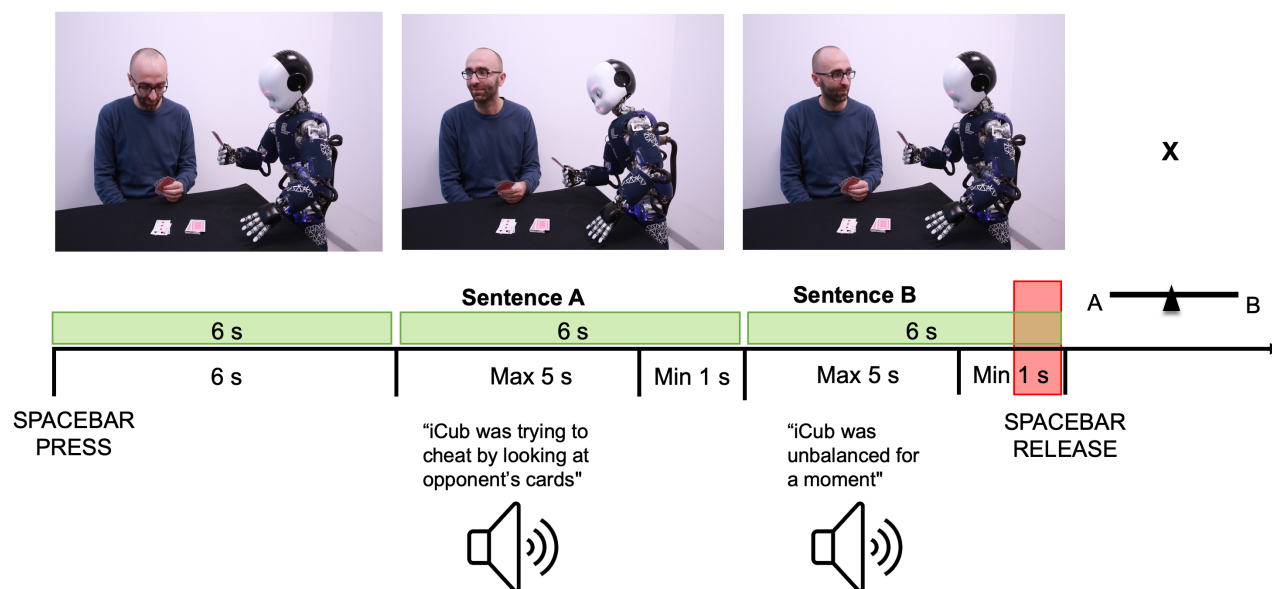 X
Sentence A
Sentence B
A
B
6 s
6 s
6 s
6 s
Max 5 s
Min 1 s
Max 5 s
Min 1 s
SPACEBAR
PRESS
SPACEBAR
RELEASE
“iCub was trying to
cheat by looking at
opponent’s cards"
“iCub was
unbalanced for
a moment"